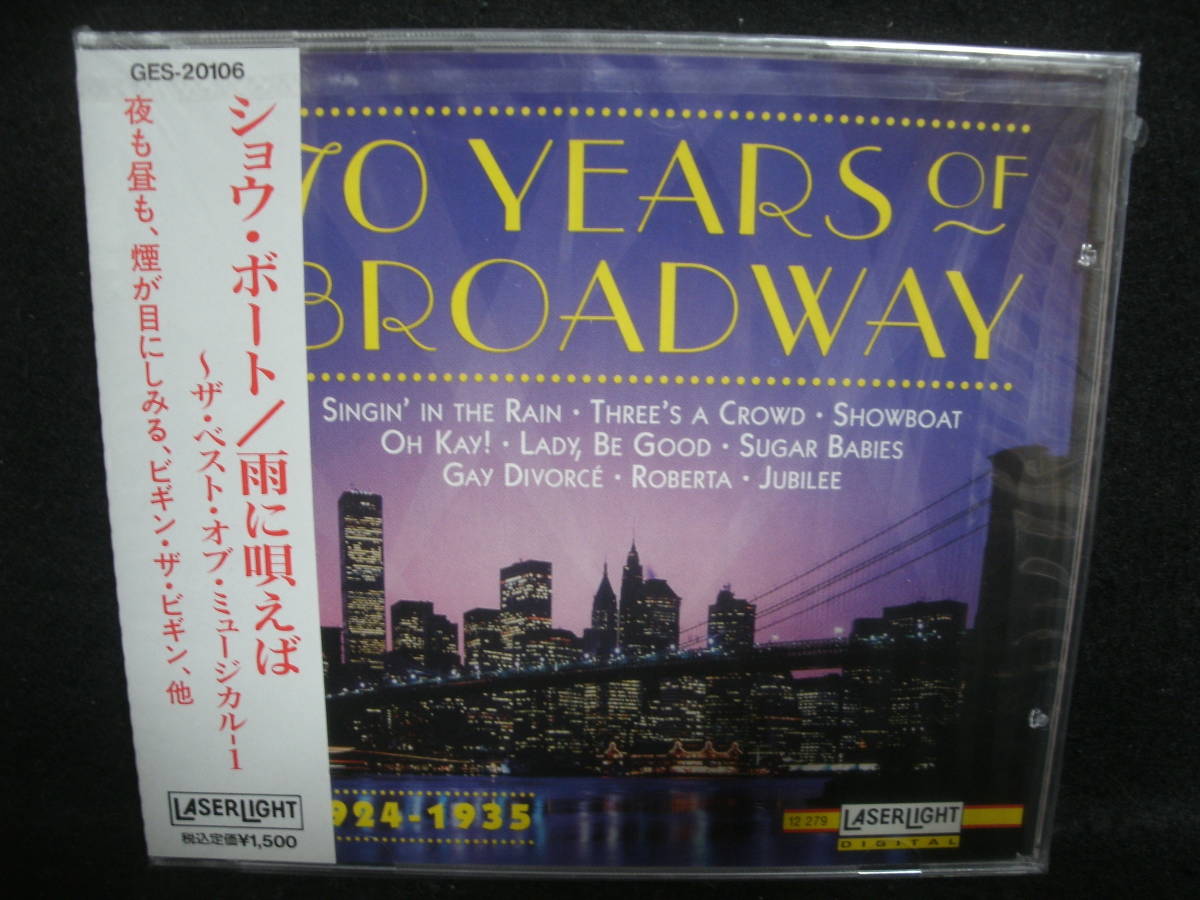 GES-20106
ショウ・ボート／雨に唄えば
～ザ・ベスト・オブ・ミュージカル-1
夜も昼も、煙が目にしみる、ビギン・ザ・ビギン、他
LASERLIGHT
税込定価¥1,500
70 YEARS OF
BROADWAY
SINGIN' IN THE RAIN · THREE'S A CROWD · SHOWBOAT
OH KAY! · LADY, BE GOOD · SUGAR BABIES
GAY DIVORCÉ · ROBERTA · JUBILEE
1924-1935
12 279
LASERLIGHT
DIGITAL